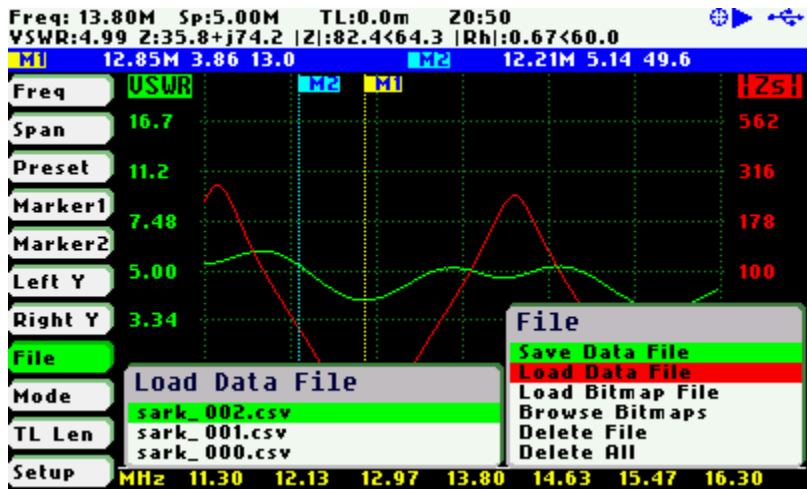 Freq: 13.80M Sp:5.00M TL:0.0m Z0:50
VSWR:4.99 Z:35.8+j74.2 |Z|:82.4<64.3 |Rh|:0.67<60.0
M1 12.85M 3.86 13.0 M2 12.21M 5.14 49.6
Freq VSWR M2 M1 |Zs|
Span 16.7 562
Preset 11.2 316
Marker1
7.48 178
Marker2
Left Y 5.00 100
Right Y 3.34 File
File Save Data File
Load Data File Load Data File
Mode Load Bitmap File
sark_002.csv Browse Bitmaps
TL Len sark_001.csv Delete File
sark_000.csv Delete All
Setup MHz 11.30 12.13 12.97 13.80 14.63 15.47 16.30